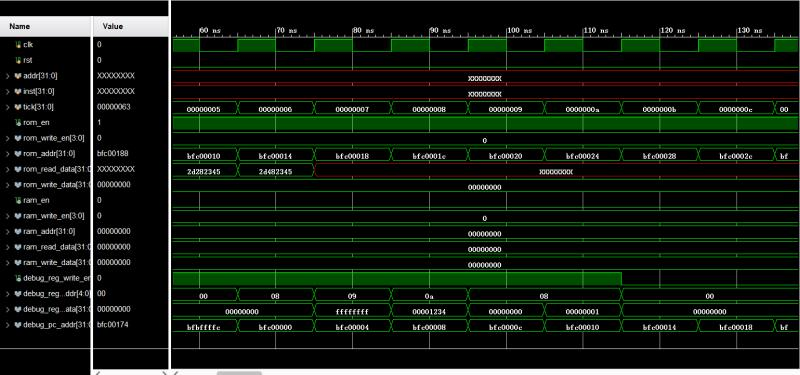 Name Value
60 ns 70 ns 80 ns 90 ns 100 ns 110 ns 120 ns 130 ns
clk 0
rst 0
addr[31:0] XXXXXXXX XXXXXXXX
inst[31:0] XXXXXXXX XXXXXXXX
tick[31:0] 00000063 00000005 00000006 00000007 00000008 00000009 0000000a 0000000b 0000000c 00
rom_en 1
rom_write_en[3:0] 0 0
rom_addr[31:0] bfc00188 bfc00010 bfc00014 bfc00018 bfc0001c bfc00020 bfc00024 bfc00028 bfc0002c bf
rom_read_data[31:0 XXXXXXXX 2d282345 2d482345 XXXXXXXX
rom_write_data[31: 00000000 00000000
ram_en 0
ram_write_en[3:0] 0 0
ram_addr[31:0] 00000000 00000000
ram_read_data[31:0 00000000 00000000
ram_write_data[31: 00000000 00000000
debug_reg_write_er 0
debug_reg...ddr[4:0] 00 00 08 09 0a 08 00
debug_reg...ata[31:0 00000000 00000000 ffffffff 00001234 00000000 00000001 00000000
debug_pc_addr[31:0 bfc00174 bfbffffc bfc00000 bfc00004 bfc00008 bfc0000c bfc00010 bfc00014 bfc00018 bf